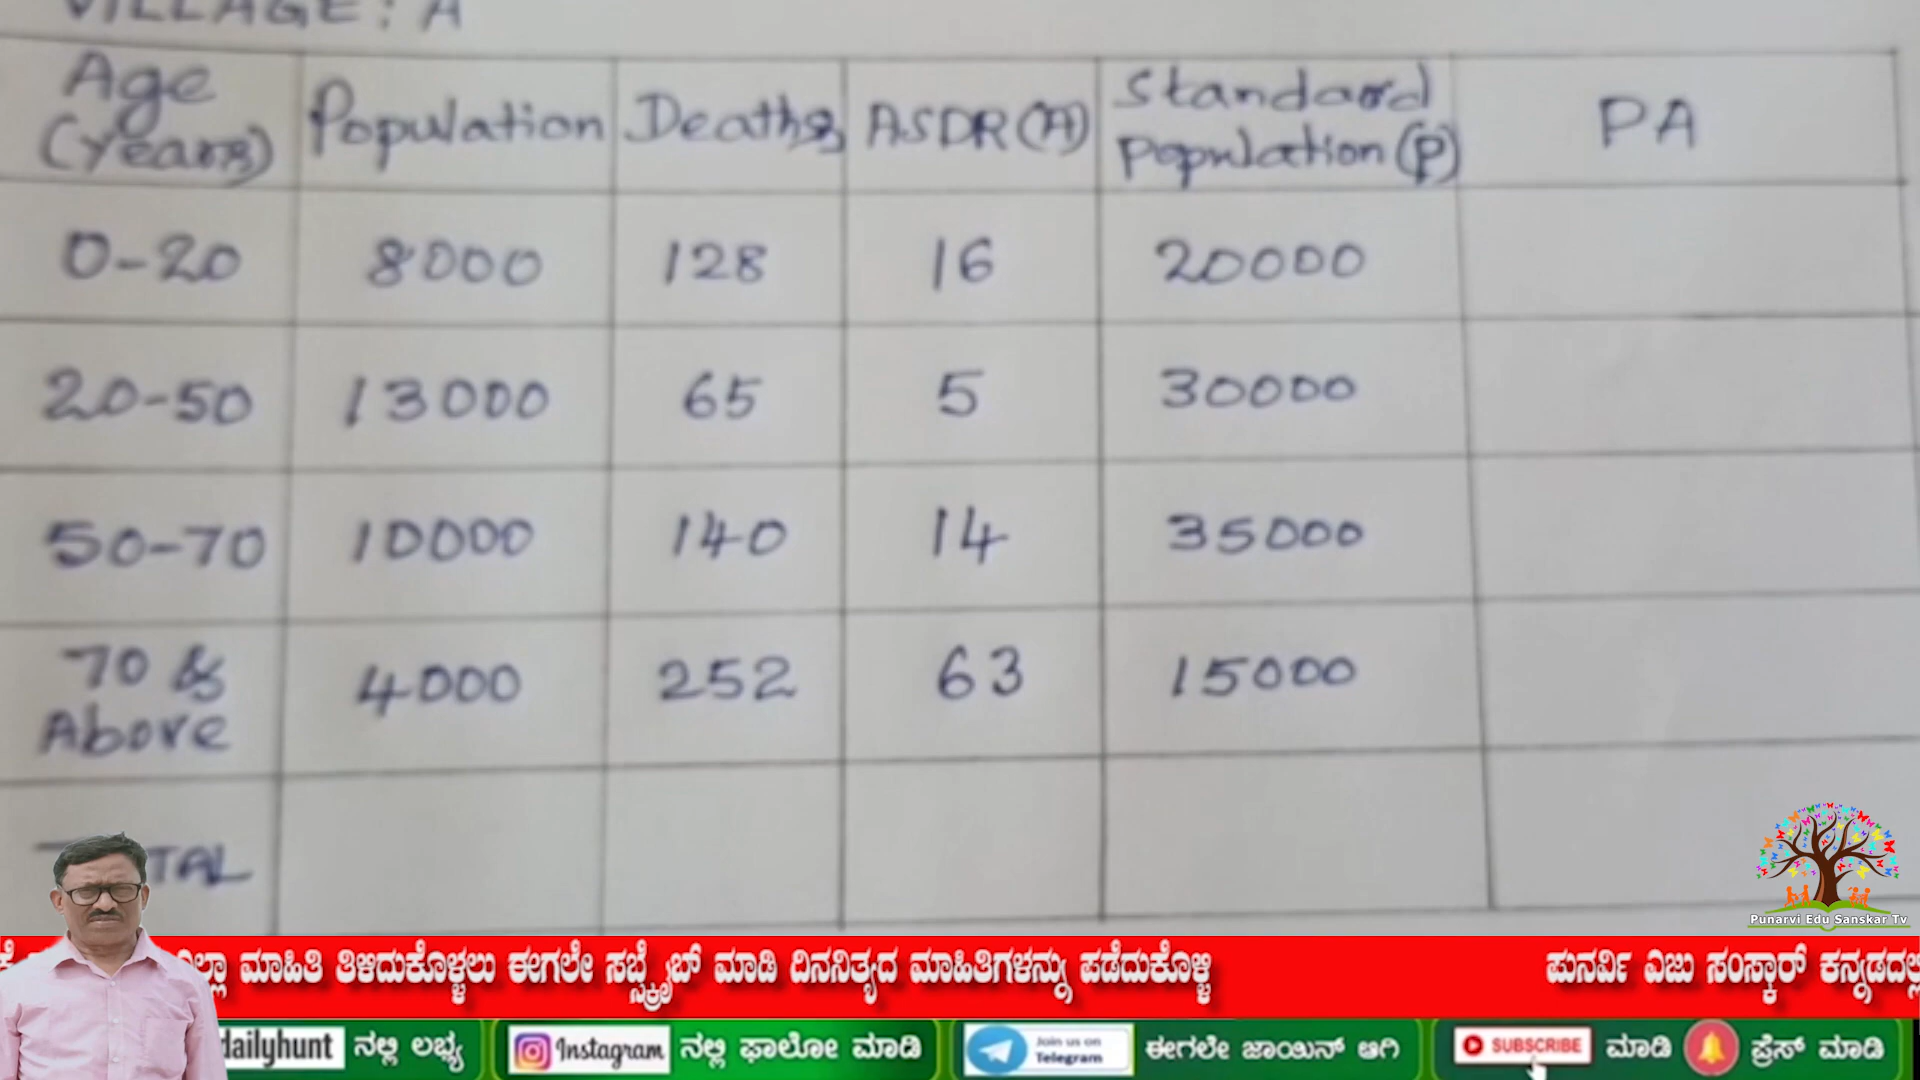 VILLAGE: A
Age (Years) Population Deaths ASDR(A) Standard Population(P) PA
0-20 8000 128 16 20000
20-50 13000 65 5 30000
50-70 10000 140 14 35000
70 & Above 4000 252 63 15000
TAL
Punarvi Edu Sanskar Tv
ಮಾಹಿತಿ ತಿಳಿದುಕೊಳ್ಳಲು ಈಗಲೇ ಸಬ್ಸ್ಕ್ರೈಬ್ ಮಾಡಿ ದಿನನಿತ್ಯದ ಮಾಹಿತಿಗಳನ್ನು ಪಡೆದುಕೊಳ್ಳಿ ಪುನರ್ವಿ ಎಜು ಸಂಸ್ಕಾರ್ ಕನ್ನಡದಲ್ಲಿ
dailyhunt ನಲ್ಲಿ ಲಭ್ಯ Instagram ನಲ್ಲಿ ಫಾಲೋ ಮಾಡಿ Join us on Telegram ಈಗಲೇ ಜಾಯಿನ್ ಆಗಿ SUBSCRIBE ಮಾಡಿ ಪ್ರೆಸ್ ಮಾಡಿ